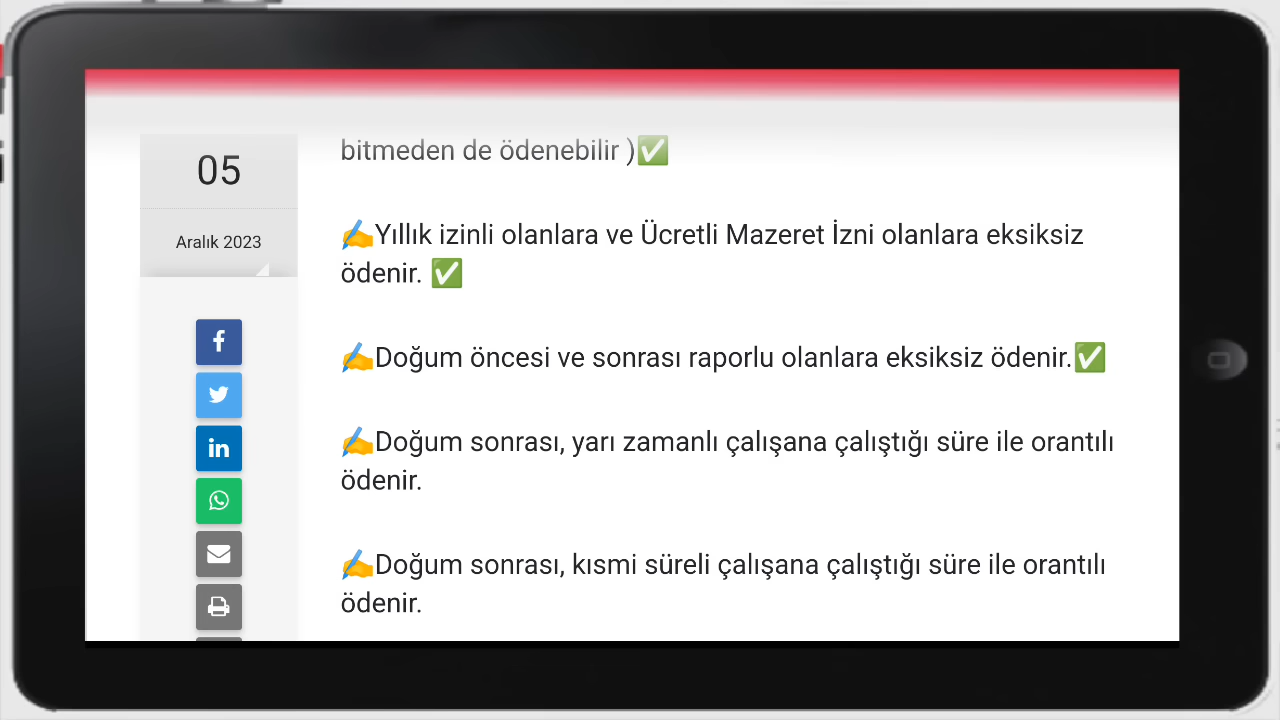 05
Aralık 2023
bitmeden de ödenebilir )✅
✍️Yıllık izinli olanlara ve Ücretli Mazeret İzni olanlara eksiksiz
ödenir. ✅
✍️Doğum öncesi ve sonrası raporlu olanlara eksiksiz ödenir.✅
✍️Doğum sonrası, yarı zamanlı çalışana çalıştığı süre ile orantılı
ödenir.
✍️Doğum sonrası, kısmi süreli çalışana çalıştığı süre ile orantılı
ödenir.